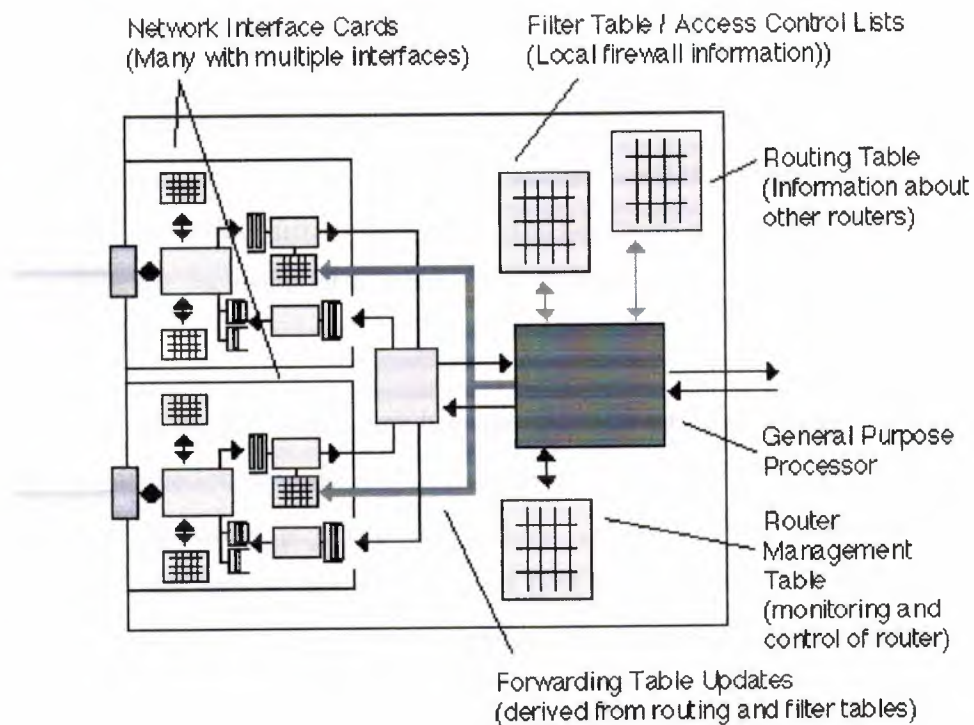 Network Interface Cards
(Many with multiple interfaces)
Filter Table / Access Control Lists
(Local firewall information))
Routing Table
(Information about
other routers)
General Purpose
Processor
Router
Management
Table
(monitoring and
control of router)
Forwarding Table Updates
(derived from routing and filter tables)